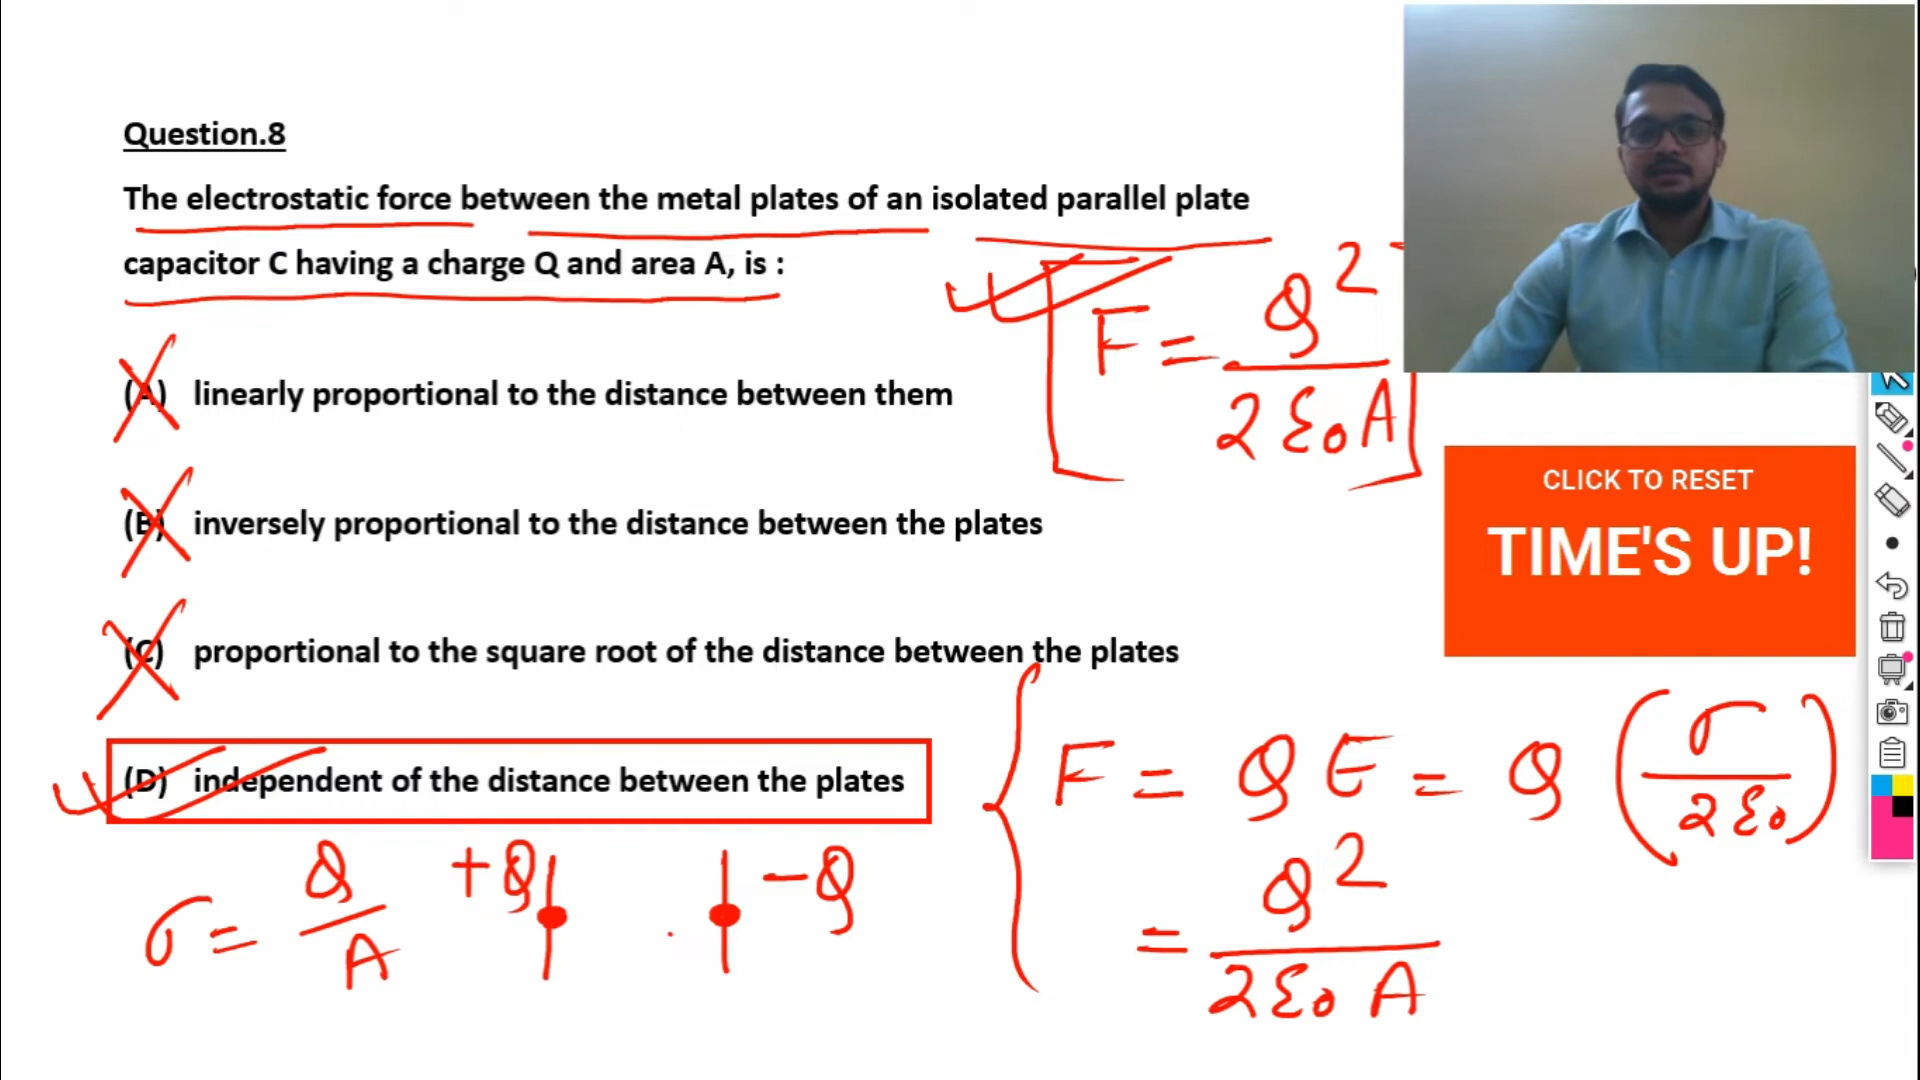 Question.8
The electrostatic force between the metal plates of an isolated parallel plate
capacitor C having a charge Q and area A, is :
F = Q²/2ε₀A
(A) linearly proportional to the distance between them
(B) inversely proportional to the distance between the plates
CLICK TO RESET
TIME'S UP!
(C) proportional to the square root of the distance between the plates
(D) independent of the distance between the plates
F = QE = Q(σ/2ε₀)
= Q²/2ε₀A
σ = Q/A
+Q -Q